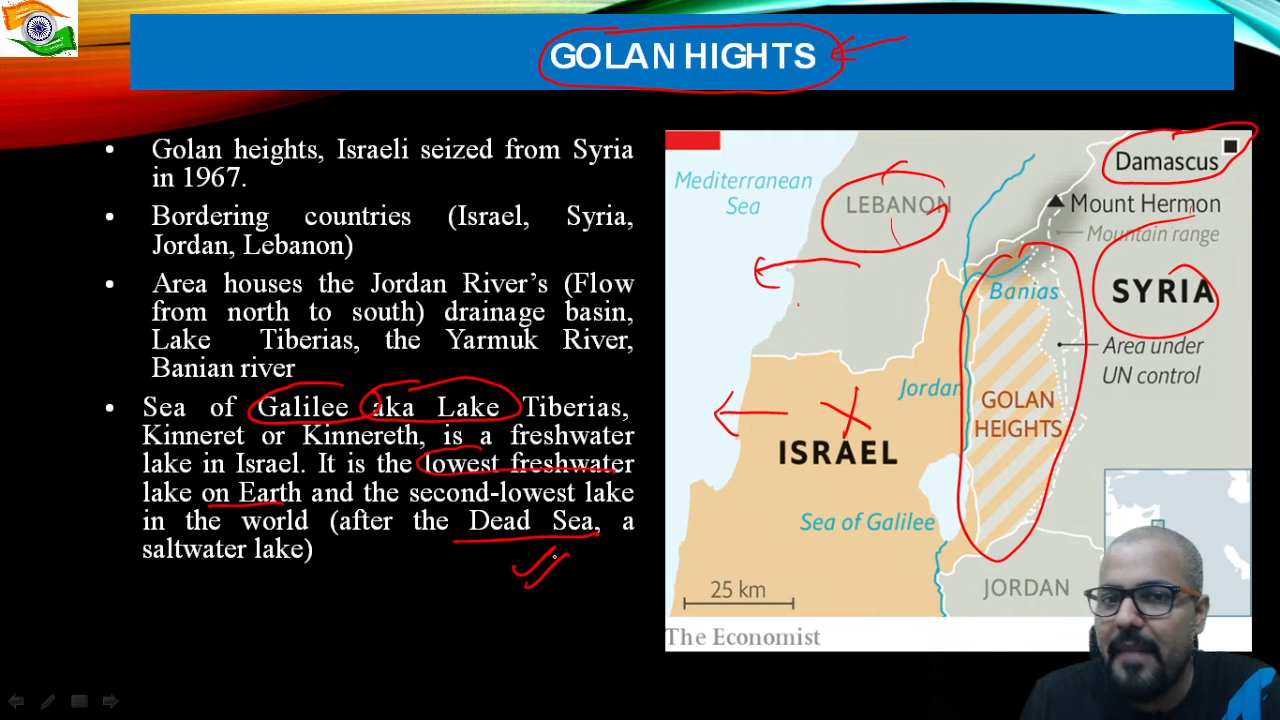 GOLAN HIGHTS
Golan heights, Israeli seized from Syria
in 1967.
Bordering countries (Israel, Syria,
Jordan, Lebanon)
Area houses the Jordan River's (Flow
from north to south) drainage basin,
Lake Tiberias, the Yarmuk River,
Banian river
Sea of Galilee aka Lake Tiberias,
Kinneret or Kinnereth, is a freshwater
lake in Israel. It is the lowest freshwater
lake on Earth and the second-lowest lake
in the world (after the Dead Sea, a
saltwater lake)
Mediterranean
Sea
LEBANON
Damascus
Mount Hermon
Mountain range
SYRIA
Banias
Area under
UN control
Jordan
GOLAN
HEIGHTS
ISRAEL
Sea of Galilee
JORDAN
25 km
The Economist